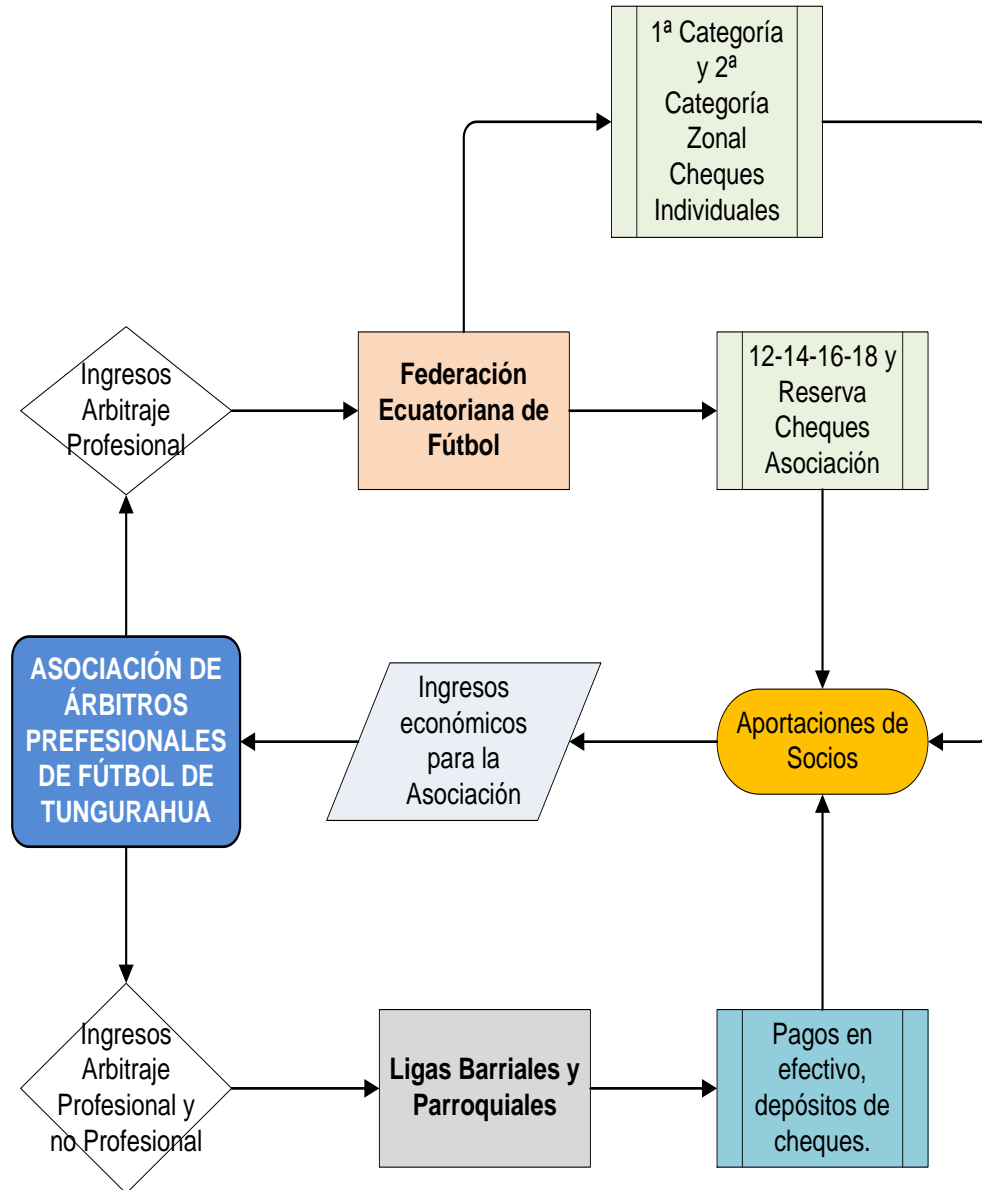 1ª Categoría
y 2ª
Categoría
Zonal
Cheques
Individuales
Ingresos
Arbitraje
Profesional
Federación
Ecuatoriana de
Fútbol
12-14-16-18 y
Reserva
Cheques
Asociación
ASOCIACIÓN DE
ÁRBITROS
PREFESIONALES
DE FÚTBOL DE
TUNGURAHUA
Ingresos
económicos
para la
Asociación
Aportaciones de
Socios
Ingresos
Arbitraje
Profesional y
no Profesional
Ligas Barriales y
Parroquiales
Pagos en
efectivo,
depósitos de
cheques.